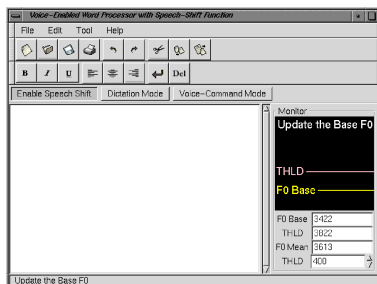 Voice-Enabled Word Processor with Speech-Shift Function
File Edit Tool Help
B I U Del
Enable Speech Shift Dictation Mode Voice-Command Mode
Monitor
Update the Base F0
THLD
F0 Base
F0 Base 3422
THLD 3822
F0 Mean 3613
THLD 400
Update the Base F0